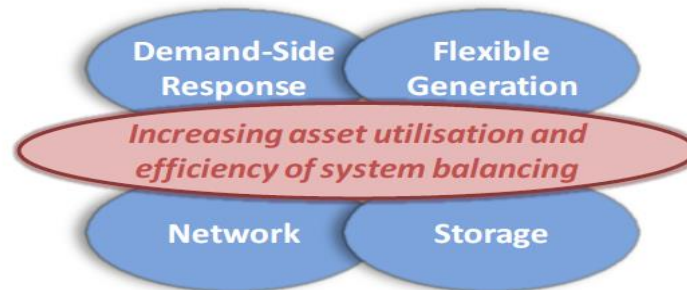 Demand-Side
Response
Flexible
Generation
Increasing asset utilisation and
efficiency of system balancing
Network
Storage